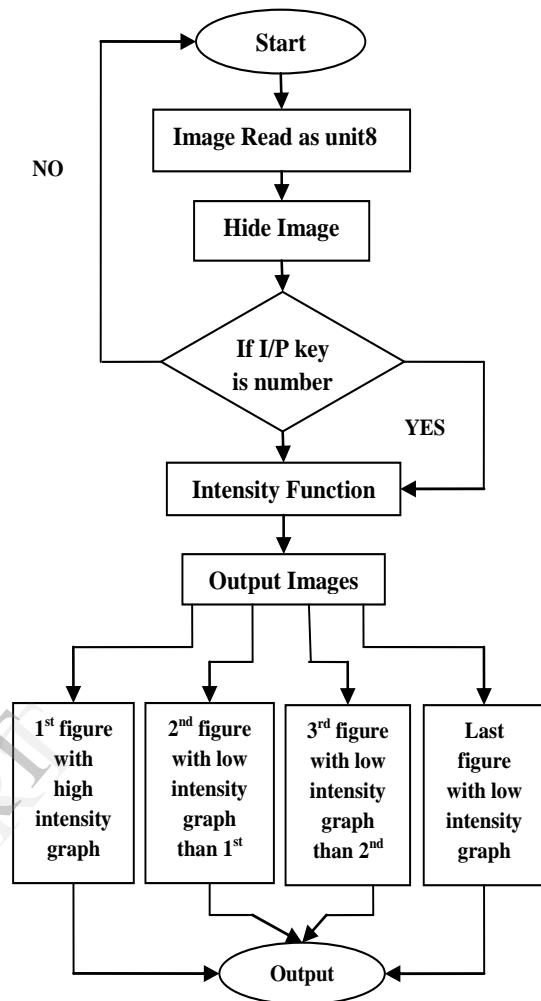 Start
Image Read as unit8
NO
Hide Image
If I/P key
is number
YES
Intensity Function
Output Images
1st figure
with
high
intensity
graph
2nd figure
with low
intensity
graph
than 1st
3rd figure
with low
intensity
graph
than 2nd
Last
figure
with low
intensity
graph
Output